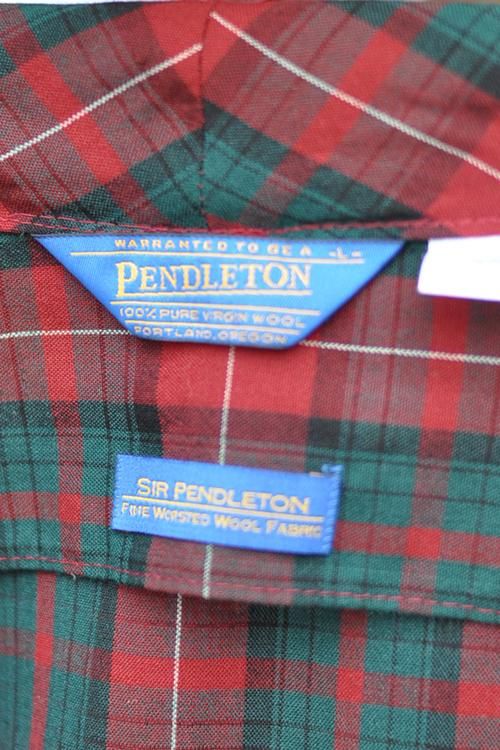 WARRANTED TO BE A -L-
PENDLETON
100% PURE VIRGIN WOOL
PORTLAND, OREGON
SIR PENDLETON
FINE WORSTED WOOL FABRIC